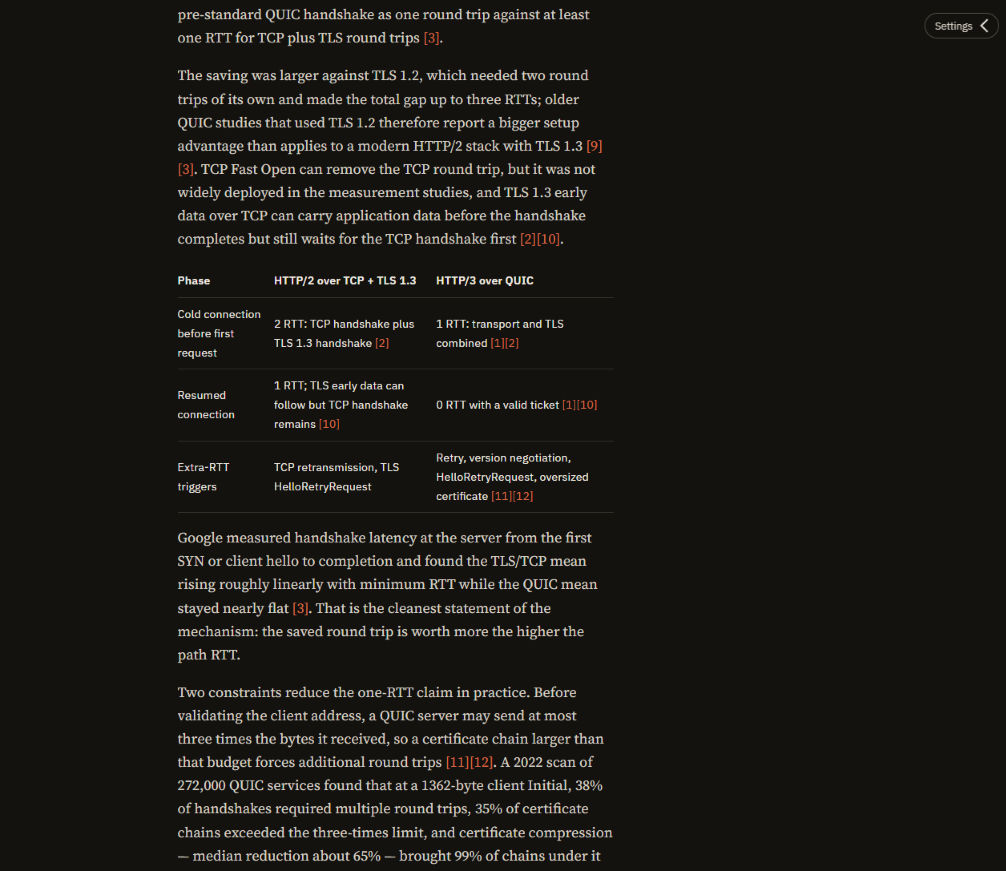 pre-standard QUIC handshake as one round trip against at least
one RTT for TCP plus TLS round trips [3].
Settings
The saving was larger against TLS 1.2, which needed two round
trips of its own and made the total gap up to three RTTs; older
QUIC studies that used TLS 1.2 therefore report a bigger setup
advantage than applies to a modern HTTP/2 stack with TLS 1.3 [9]
[3]. TCP Fast Open can remove the TCP round trip, but it was not
widely deployed in the measurement studies, and TLS 1.3 early
data over TCP can carry application data before the handshake
completes but still waits for the TCP handshake first [2][10].
Phase HTTP/2 over TCP + TLS 1.3 HTTP/3 over QUIC
Cold connection
before first
request
2 RTT: TCP handshake plus
TLS 1.3 handshake [2]
1 RTT: transport and TLS
combined [1][2]
Resumed
connection
1 RTT; TLS early data can
follow but TCP handshake
remains [10]
0 RTT with a valid ticket [1][10]
Extra-RTT
triggers
TCP retransmission, TLS
HelloRetryRequest
Retry, version negotiation,
HelloRetryRequest, oversized
certificate [11][12]
Google measured handshake latency at the server from the first
SYN or client hello to completion and found the TLS/TCP mean
rising roughly linearly with minimum RTT while the QUIC mean
stayed nearly flat [3]. That is the cleanest statement of the
mechanism: the saved round trip is worth more the higher the
path RTT.
Two constraints reduce the one-RTT claim in practice. Before
validating the client address, a QUIC server may send at most
three times the bytes it received, so a certificate chain larger than
that budget forces additional round trips [11][12]. A 2022 scan of
272,000 QUIC services found that at a 1362-byte client Initial, 38%
of handshakes required multiple round trips, 35% of certificate
chains exceeded the three-times limit, and certificate compression
— median reduction about 65% — brought 99% of chains under it